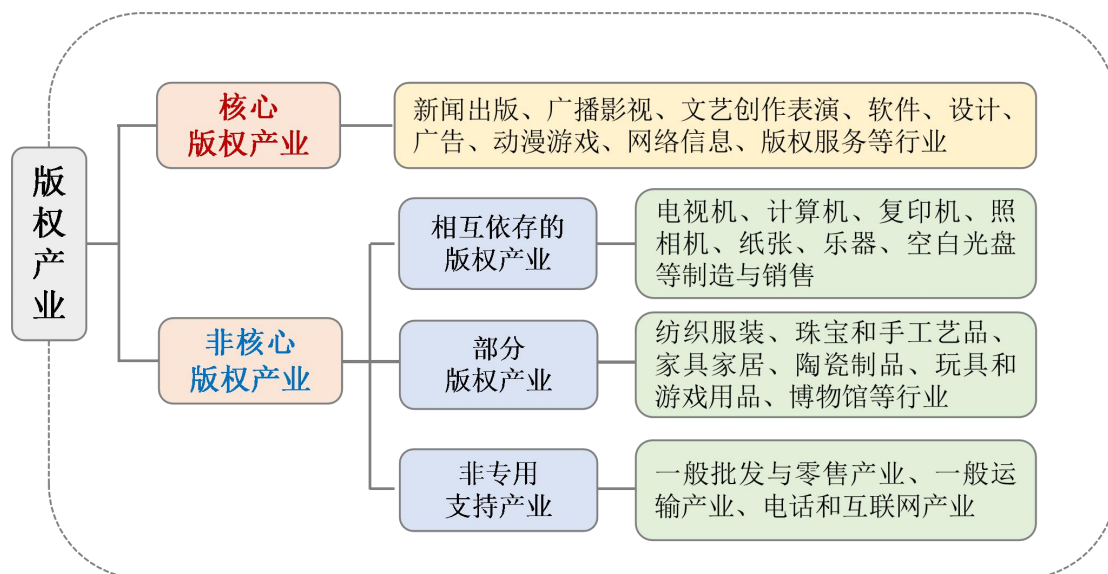 版权产业
核心
版权产业
新闻出版、广播影视、文艺创作表演、软件、设计、
广告、动漫游戏、网络信息、版权服务等行业
非核心
版权产业
相互依存的
版权产业
电视机、计算机、复印机、照
相机、纸张、乐器、空白光盘
等制造与销售
部分
版权产业
纺织服装、珠宝和手工艺品、
家具家居、陶瓷制品、玩具和
游戏用品、博物馆等行业
非专用
支持产业
一般批发与零售产业、一般运
输产业、电话和互联网产业